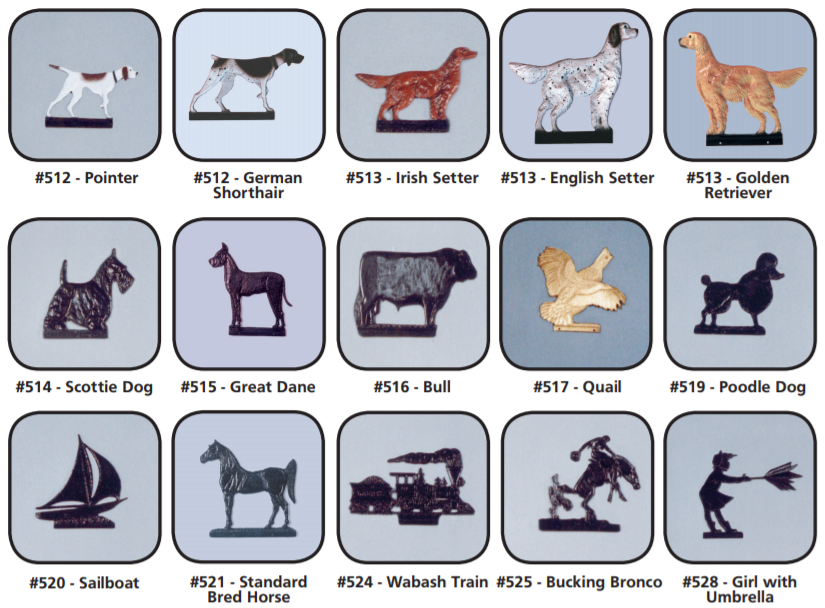 #512 - Pointer
#512 - German
Shorthair
#513 - Irish Setter
#513 - English Setter
#513 - Golden
Retriever
#514 - Scottie Dog
#515 - Great Dane
#516 - Bull
#517 - Quail
#519 - Poodle Dog
#520 - Sailboat
#521 - Standard
Bred Horse
#524 - Wabash Train
#525 - Bucking Bronco
#528 - Girl with
Umbrella